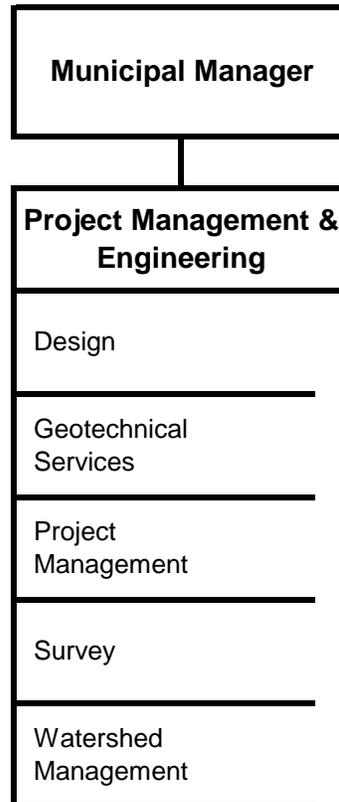 Municipal Manager
Project Management &
Engineering
Design
Geotechnical
Services
Project
Management
Survey
Watershed
Management